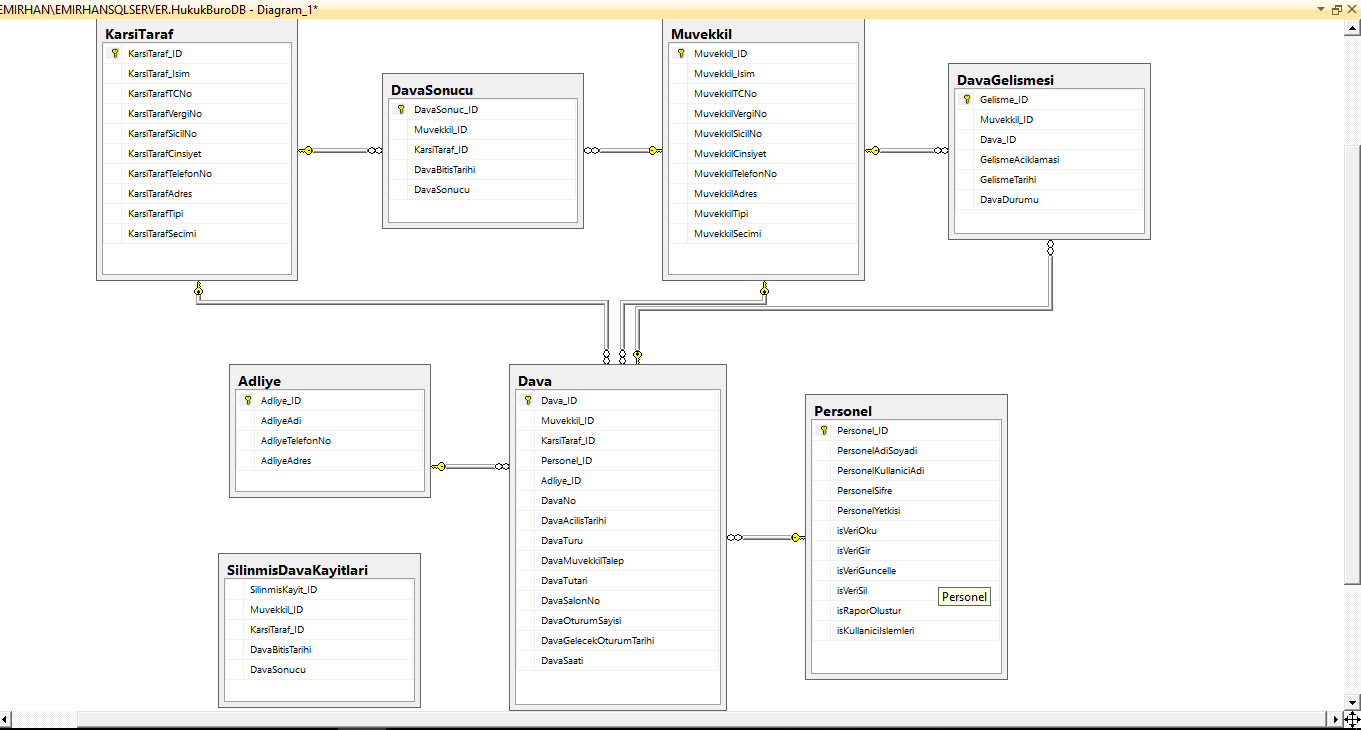 EMIRHAN\EMIRHANSQLSERVER.HukukBuroDB - Diagram_1*
KarsiTaraf
KarsiTaraf_ID
KarsiTaraf_Isim
KarsiTarafTCNo
KarsiTarafVergiNo
KarsiTarafSicilNo
KarsiTarafCinsiyet
KarsiTarafTelefonNo
KarsiTarafAdres
KarsiTarafTipi
KarsiTarafSecimi
DavaSonucu
DavaSonuc_ID
Muvekkil_ID
KarsiTaraf_ID
DavaBitisTarihi
DavaSonucu
Muvekkil
Muvekkil_ID
Muvekkil_Isim
MuvekkilTCNo
MuvekkilVergiNo
MuvekkilSicilNo
MuvekkilCinsiyet
MuvekkilTelefonNo
MuvekkilAdres
MuvekkilTipi
MuvekkilSecimi
DavaGelismesi
Gelisme_ID
Muvekkil_ID
Dava_ID
GelismeAciklamasi
GelismeTarihi
DavaDurumu
Adliye
Adliye_ID
AdliyeAdi
AdliyeTelefonNo
AdliyeAdres
Dava
Dava_ID
Muvekkil_ID
KarsiTaraf_ID
Personel_ID
Adliye_ID
DavaNo
DavaAcilisTarihi
DavaTuru
DavaMuvekkilTalep
DavaTutari
DavaSalonNo
DavaOturumSayisi
DavaGelecekOturumTarihi
DavaSaati
Personel
Personel_ID
PersonelAdiSoyadi
PersonelKullaniciAdi
PersonelSifre
PersonelYetkisi
isVeriOku
isVeriGir
isVeriGuncelle
isVeriSil
isRaporOlustur
isKullaniciIslemleri
Personel
SilinmisDavaKayitlari
SilinmisKayit_ID
Muvekkil_ID
KarsiTaraf_ID
DavaBitisTarihi
DavaSonucu